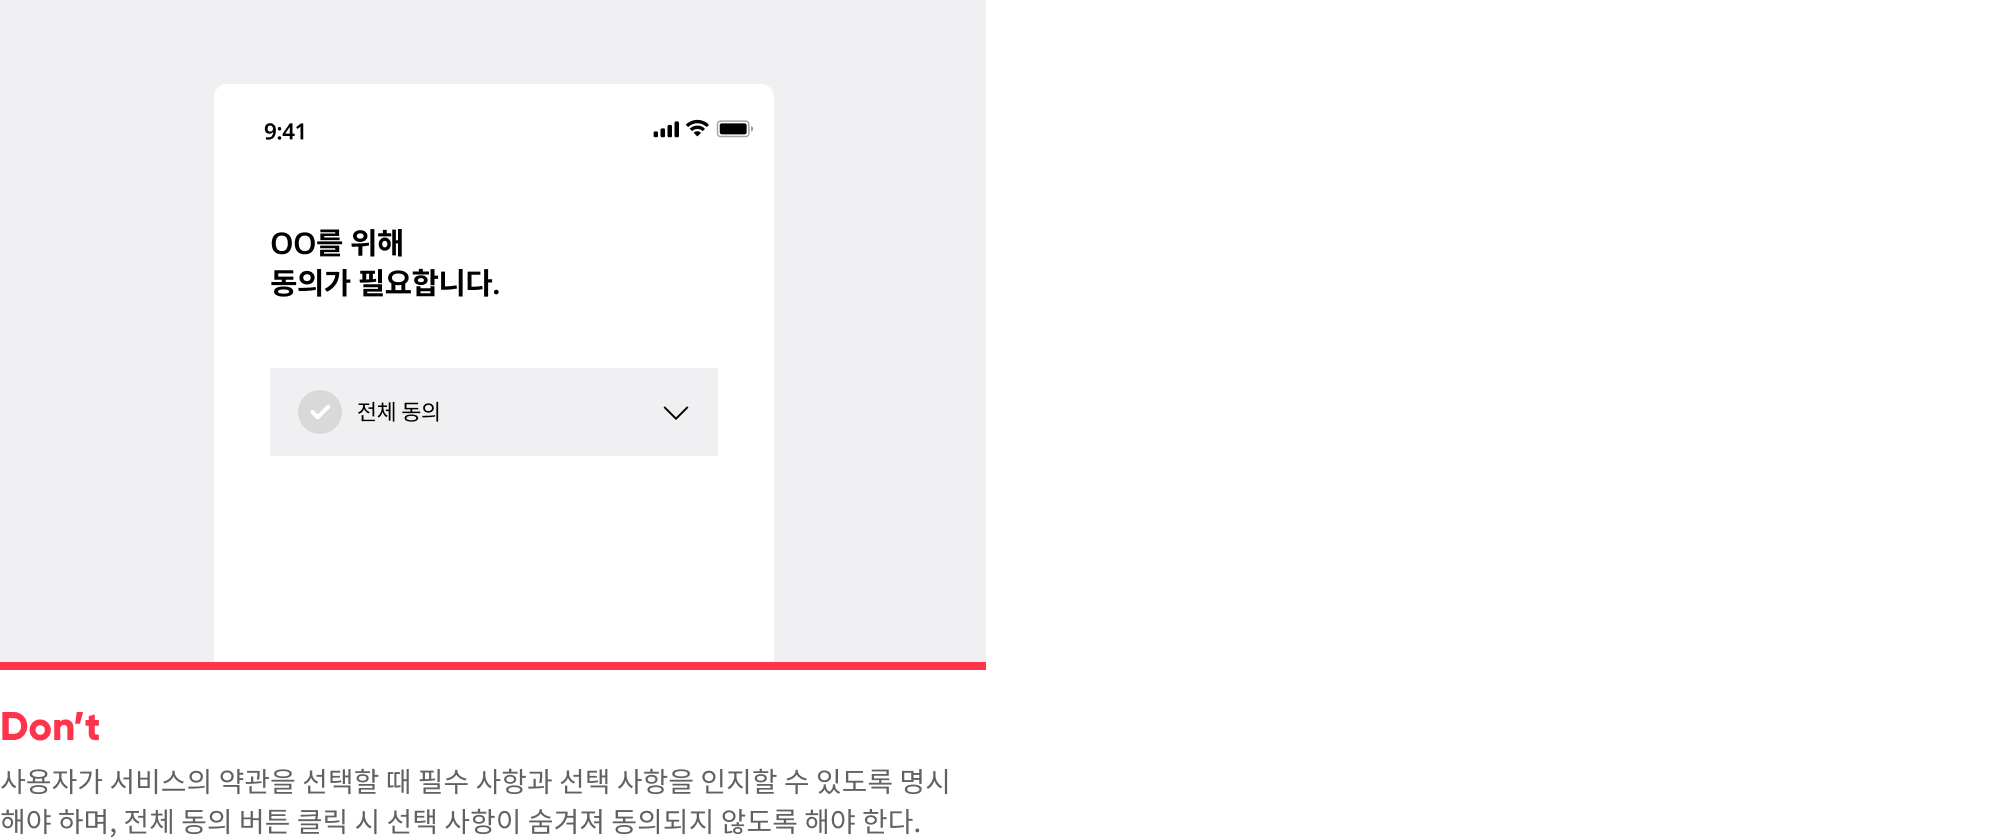 9:41
OO를 위해
동의가 필요합니다.
전체 동의
Don't
사용자가 서비스의 약관을 선택할 때 필수 사항과 선택 사항을 인지할 수 있도록 명시
해야 하며, 전체 동의 버튼 클릭 시 선택 사항이 숨겨져 동의되지 않도록 해야 한다.